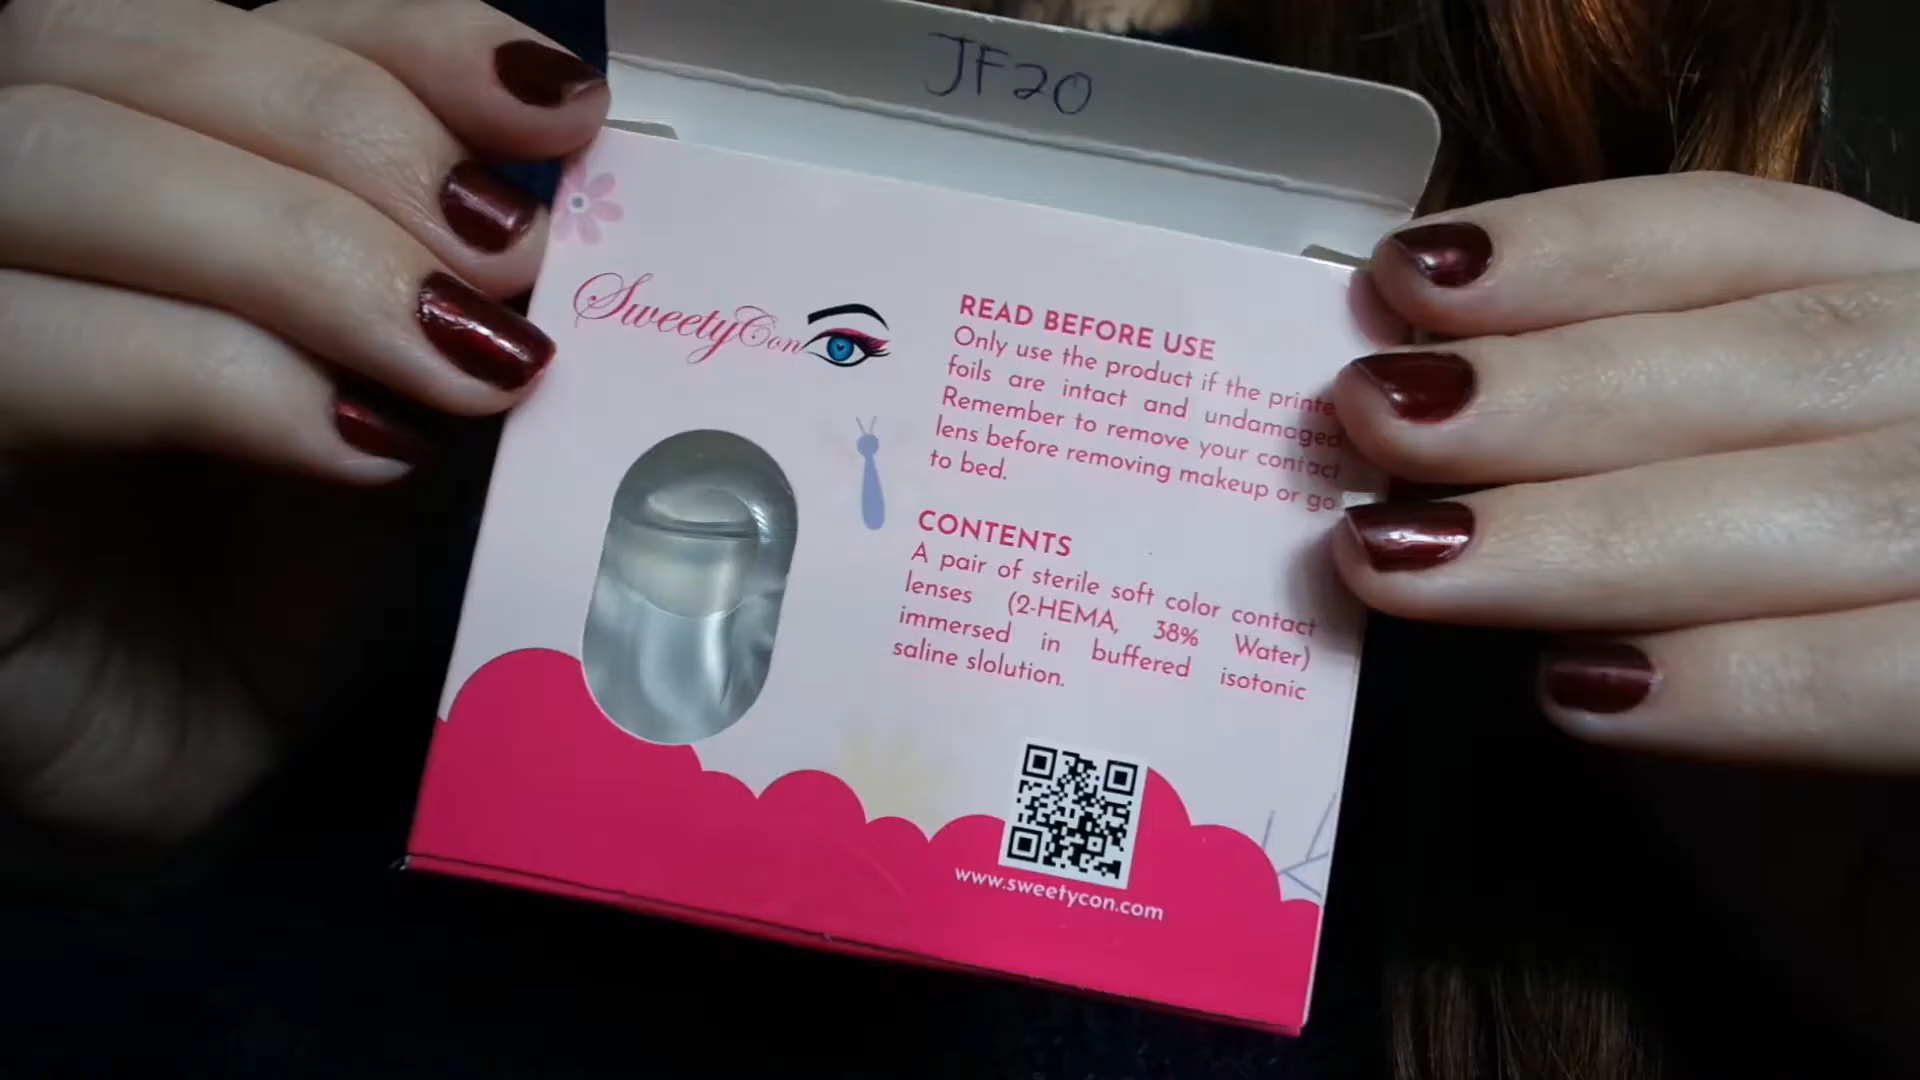 JF20
SweetyCon
READ BEFORE USE
Only use the product if the printe
foils are intact and undamaged
Remember to remove your contact
lens before removing makeup or go
to bed.
CONTENTS
A pair of sterile soft color contact
lenses (2-HEMA, 38% Water)
immersed in buffered isotonic
saline slolution.
www.sweetycon.com